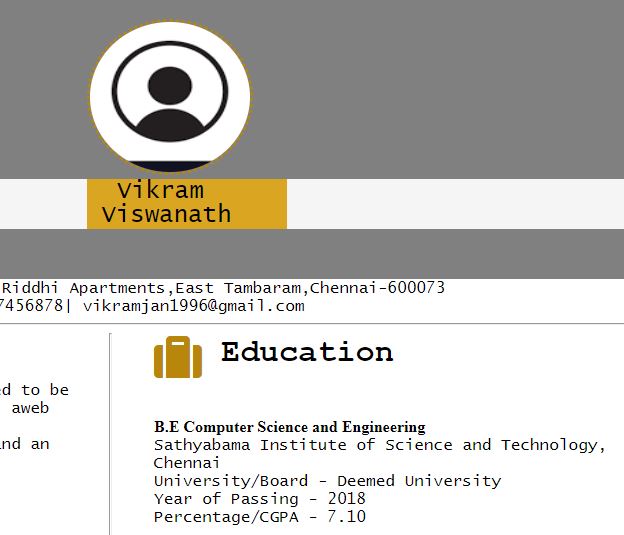 Vikram
Viswanath
Riddhi Apartments,East Tambaram,Chennai-600073
7456878| vikramjan1996@gmail.com
Education
ed to be
aweb
and an
B.E Computer Science and Engineering
Sathyabama Institute of Science and Technology,
Chennai
University/Board - Deemed University
Year of Passing - 2018
Percentage/CGPA - 7.10